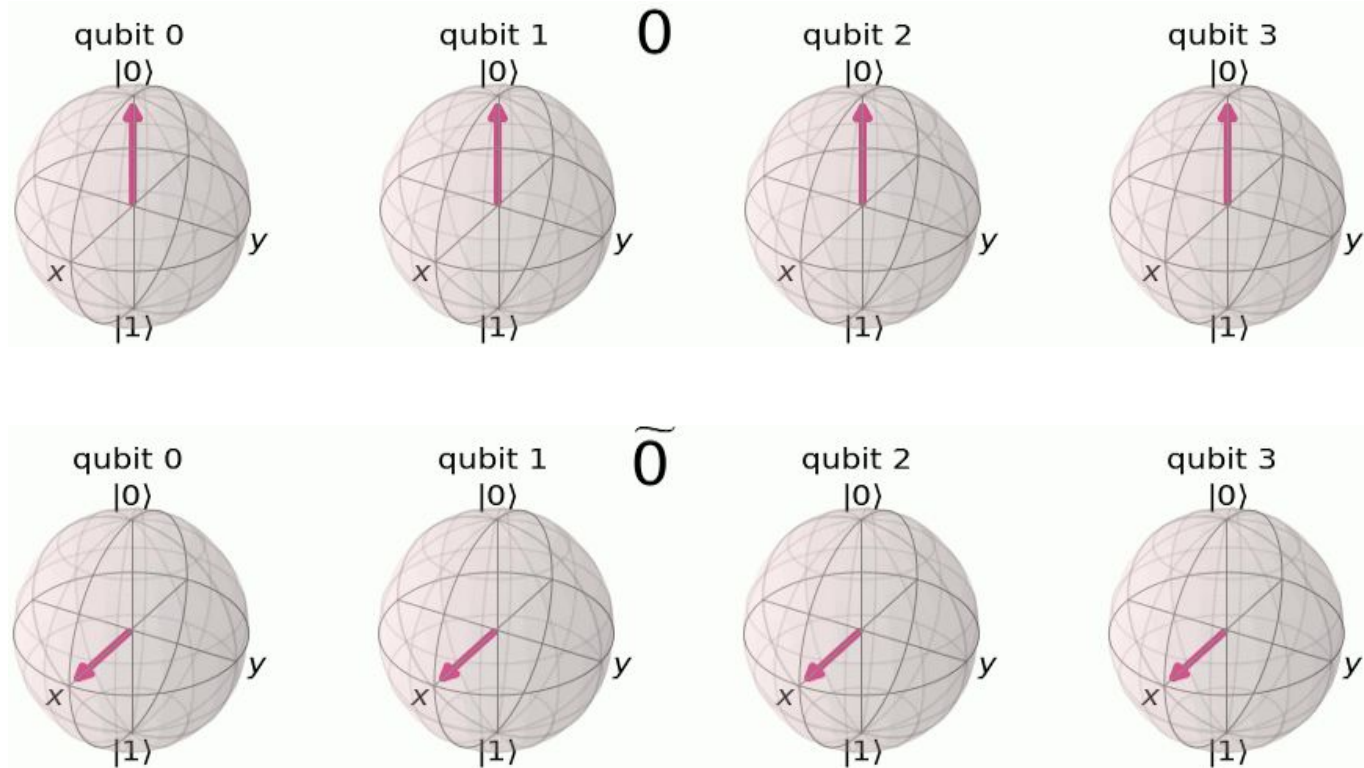 qubit 0 qubit 1 0 qubit 2 qubit 3
|0⟩ |0⟩ |0⟩ |0⟩
y y y y
x x x x
|1⟩ |1⟩ |1⟩ |1⟩
qubit 0 qubit 1 0̃ qubit 2 qubit 3
|0⟩ |0⟩ |0⟩ |0⟩
y y y y
x x x x
|1⟩ |1⟩ |1⟩ |1⟩